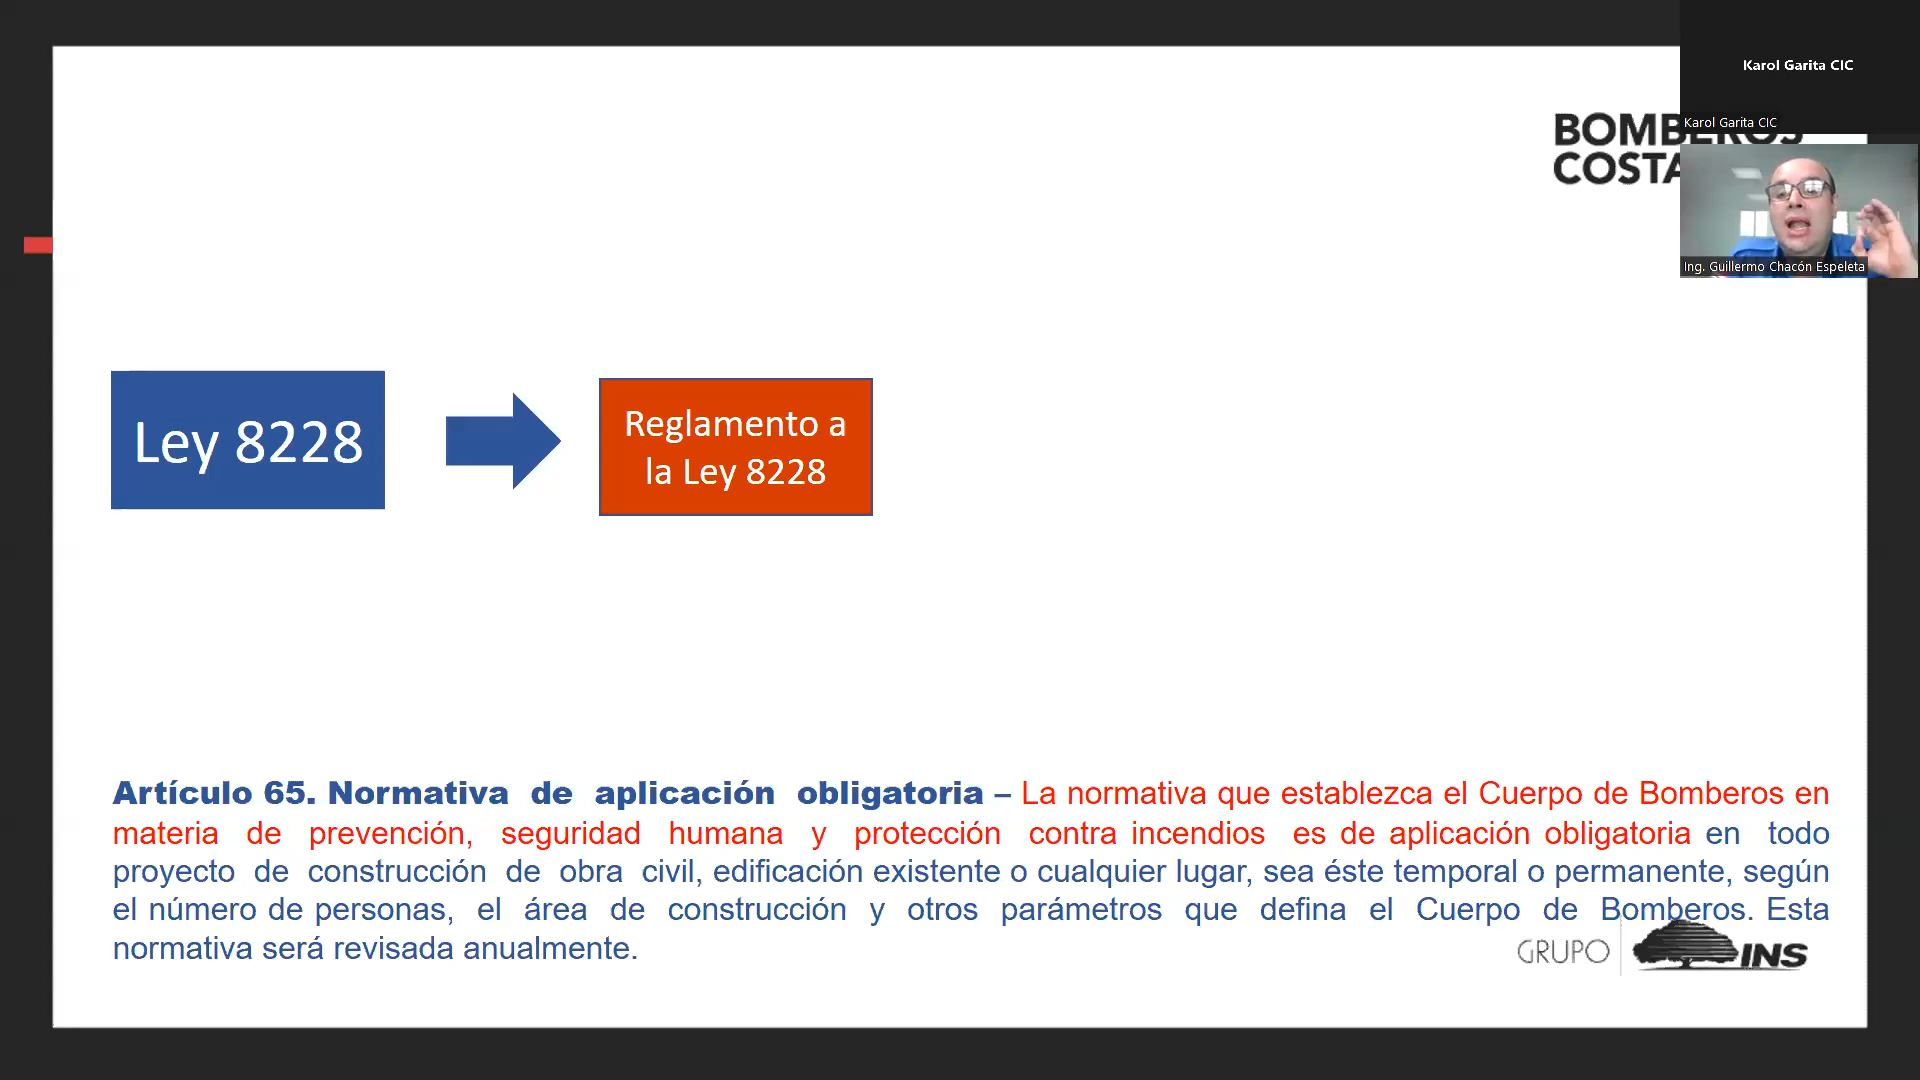 Karol Garita CIC
Karol Garita CIC
BOMBEROS
COSTA
Ing. Guillermo Chacón Espeleta
Ley 8228
Reglamento a
la Ley 8228
Artículo 65. Normativa de aplicación obligatoria – La normativa que establezca el Cuerpo de Bomberos en
materia de prevención, seguridad humana y protección contra incendios es de aplicación obligatoria en todo
proyecto de construcción de obra civil, edificación existente o cualquier lugar, sea éste temporal o permanente, según
el número de personas, el área de construcción y otros parámetros que defina el Cuerpo de Bomberos. Esta
normativa será revisada anualmente.
GRUPO INS